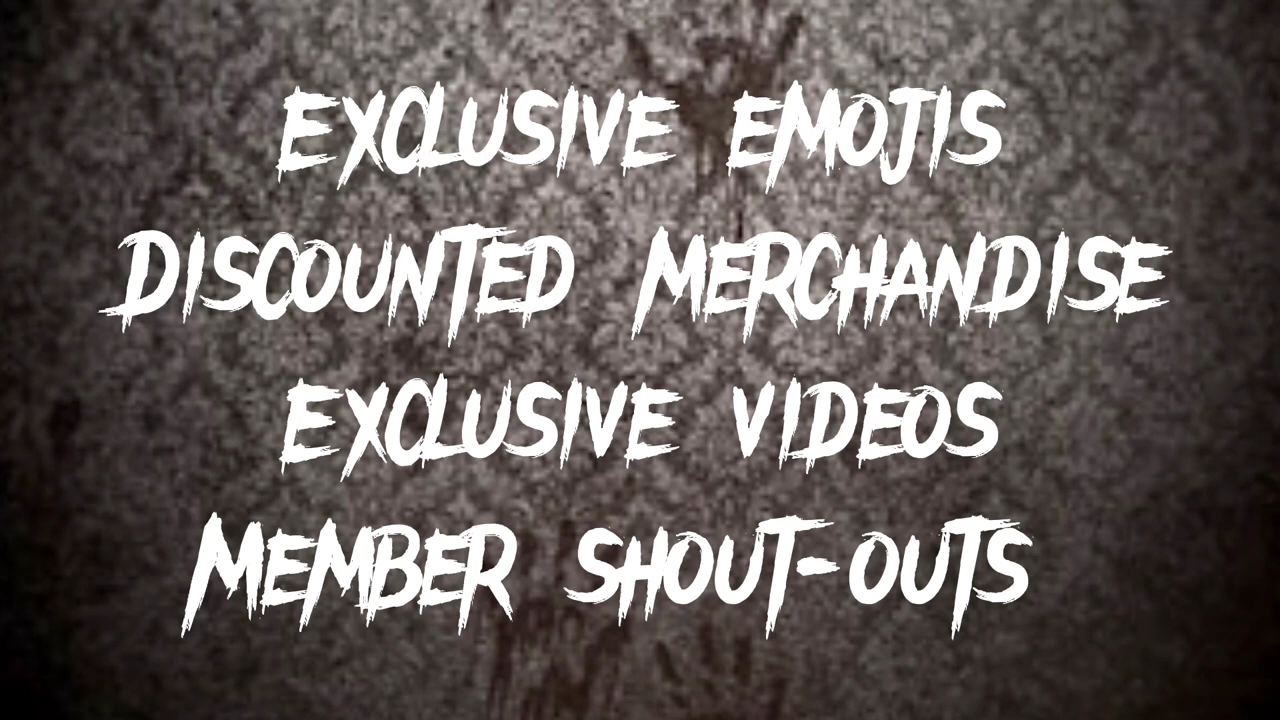 EXCLUSIVE EMOJIS
DISCOUNTED MERCHANDISE
EXCLUSIVE VIDEOS
MEMBER SHOUT-OUTS